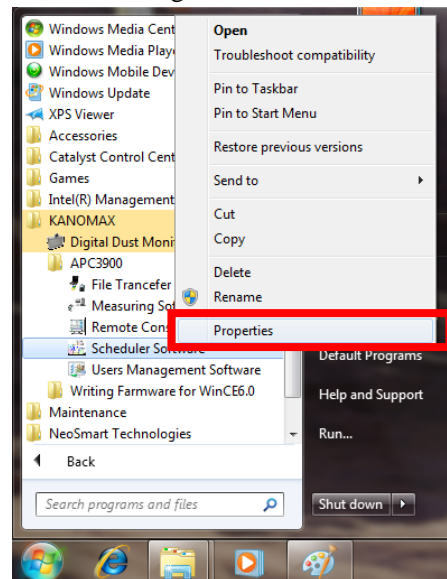 Windows Media Cent
Windows Media Playe
Windows Mobile Dev
Windows Update
XPS Viewer
Accessories
Catalyst Control Cent
Games
Intel(R) Management
KANOMAX
Digital Dust Moni
APC3900
File Trancefer
Measuring Sof
Remote Cons
Scheduler Software
Users Management Software
Writing Farmware for WinCE6.0
Maintenance
NeoSmart Technologies
Back
Search programs and files
Open
Troubleshoot compatibility
Pin to Taskbar
Pin to Start Menu
Restore previous versions
Send to
Cut
Copy
Delete
Rename
Properties
Default Programs
Help and Support
Run...
Shut down